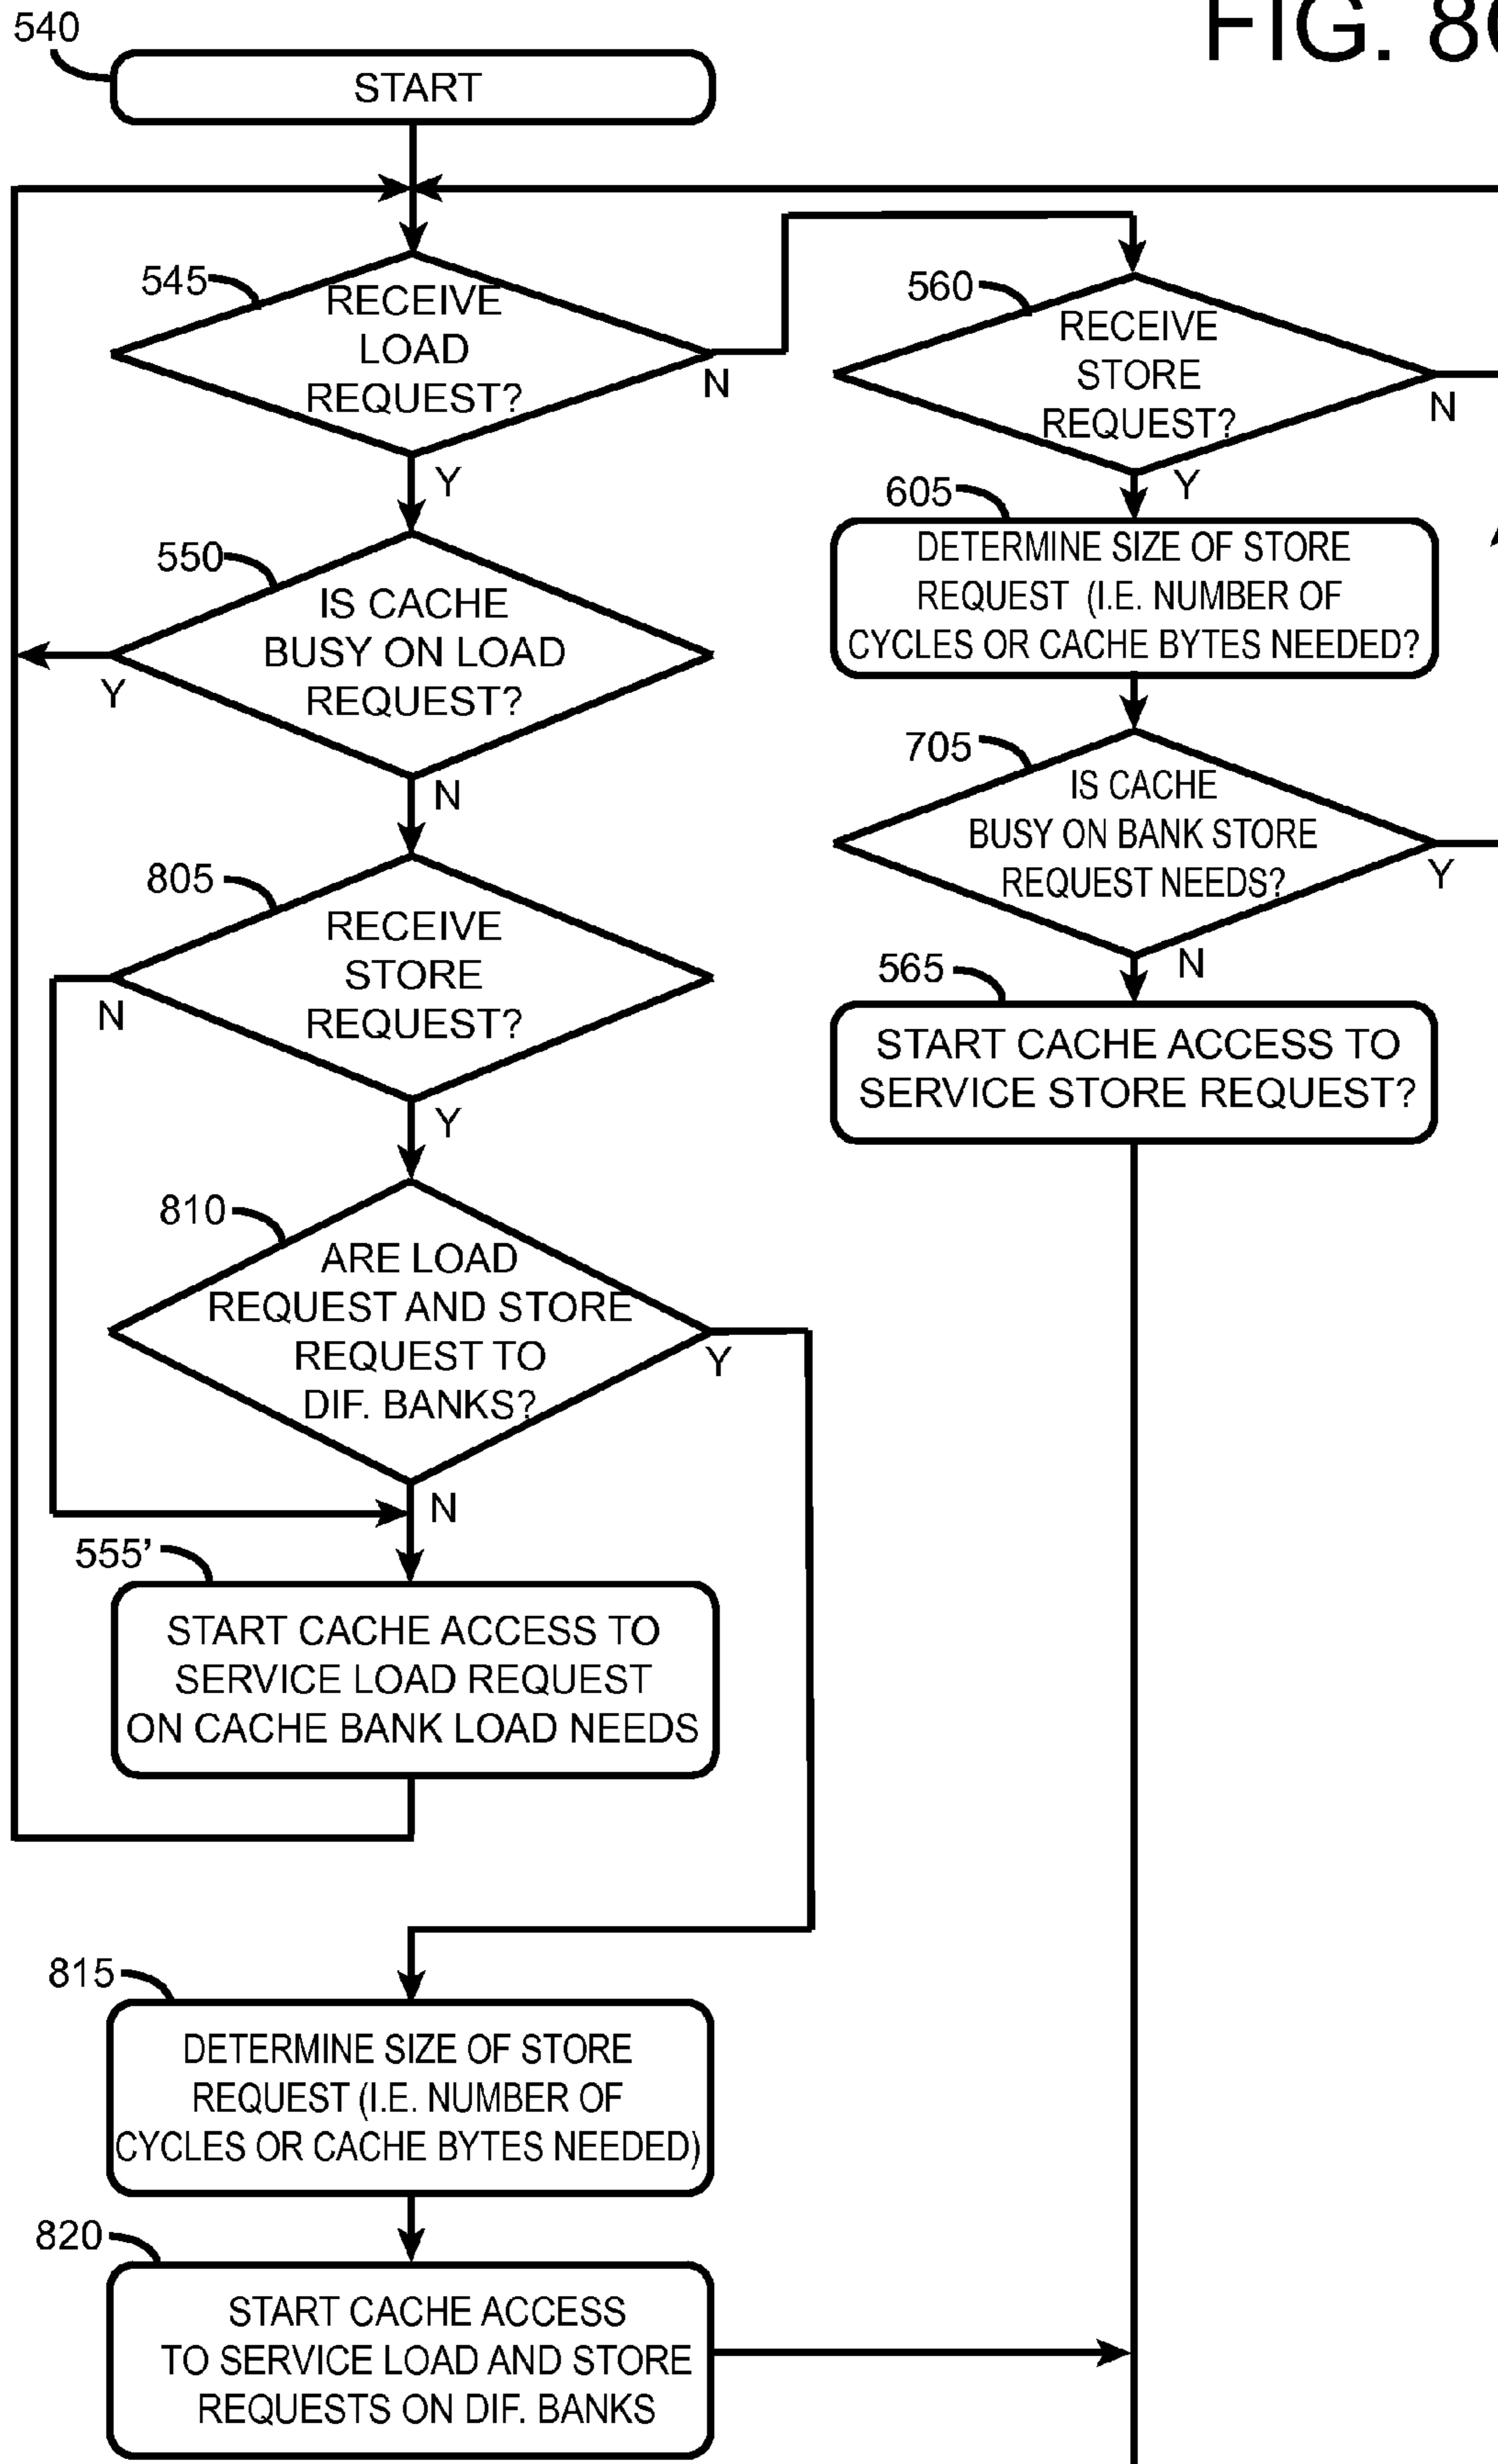 FIG. 8
540
START
545
RECEIVE
LOAD
REQUEST?
N
Y
560
RECEIVE
STORE
REQUEST?
N
Y
550
IS CACHE
BUSY ON LOAD
REQUEST?
Y
N
605
DETERMINE SIZE OF STORE
REQUEST (I.E. NUMBER OF
CYCLES OR CACHE BYTES NEEDED?
705
IS CACHE
BUSY ON BANK STORE
REQUEST NEEDS?
Y
N
805
RECEIVE
STORE
REQUEST?
N
Y
565
START CACHE ACCESS TO
SERVICE STORE REQUEST?
810
ARE LOAD
REQUEST AND STORE
REQUEST TO
DIF. BANKS?
Y
N
555’
START CACHE ACCESS TO
SERVICE LOAD REQUEST
ON CACHE BANK LOAD NEEDS
815
DETERMINE SIZE OF STORE
REQUEST (I.E. NUMBER OF
CYCLES OR CACHE BYTES NEEDED)
820
START CACHE ACCESS
TO SERVICE LOAD AND STORE
REQUESTS ON DIF. BANKS